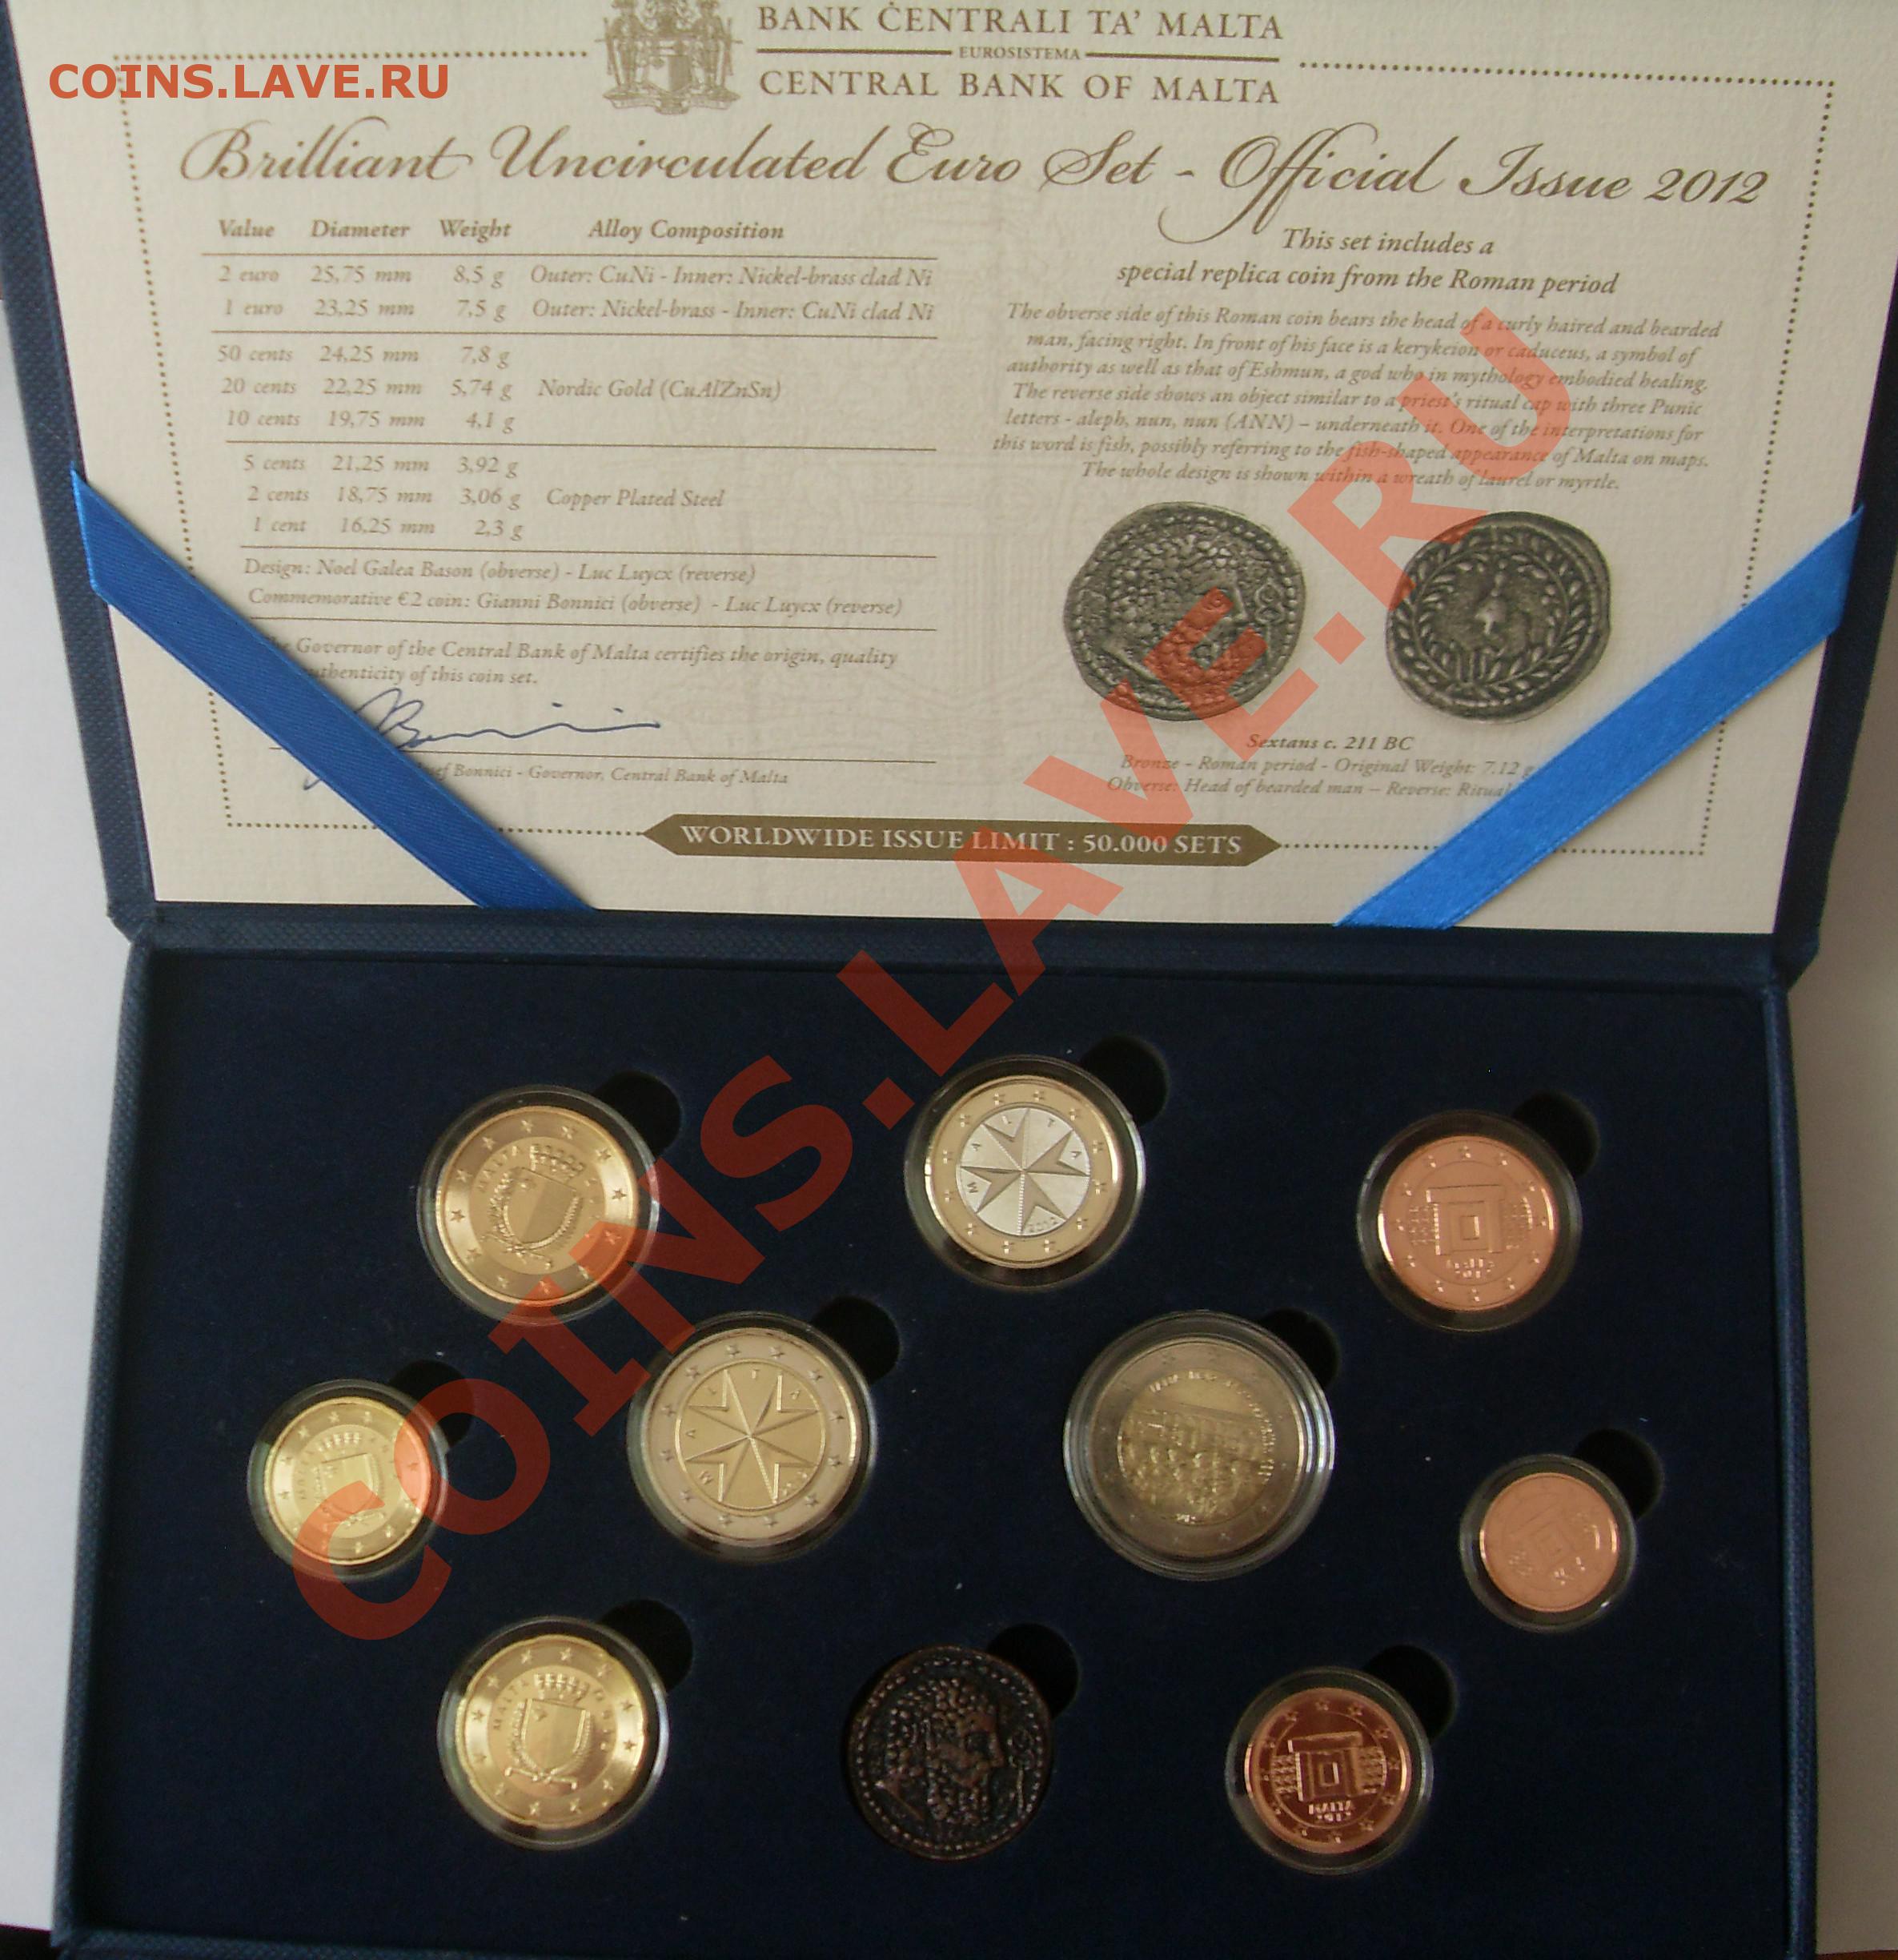 COINS.LAVE.RU
BANK ĊENTRALI TA' MALTA
EUROSISTEMA
CENTRAL BANK OF MALTA
Brilliant Uncirculated Euro Set - Official Issue 2012
Value Diameter Weight Alloy Composition
2 euro 25,75 mm 8,5 g Outer: CuNi - Inner: Nickel-brass clad Ni
1 euro 23,25 mm 7,5 g Outer: Nickel-brass - Inner: CuNi clad Ni
50 cents 24,25 mm 7,8 g
20 cents 22,25 mm 5,74 g Nordic Gold (CuAlZnSn)
10 cents 19,75 mm 4,1 g
5 cents 21,25 mm 3,92 g
2 cents 18,75 mm 3,06 g Copper Plated Steel
1 cent 16,25 mm 2,3 g
Design: Noel Galea Bason (obverse) - Luc Luycx (reverse)
Commemorative €2 coin: Gianni Bonnici (obverse) - Luc Luycx (reverse)
Governor of the Central Bank of Malta certifies the origin, quality
of this coin set.
Bonnici - Governor, Central Bank of Malta
This set includes a
special replica coin from the Roman period
The obverse side of this Roman coin bears the head of a curly haired and bearded
man, facing right. In front of his face is a kerykeion or caduceus, a symbol of
authority as well as that of Eshmun, a god who in mythology embodied healing.
The reverse side shows an object similar to a priest's ritual cap with three Punic
letters - aleph, nun, nun (ANN) – underneath it. One of the interpretations for
this word is fish, possibly referring to the fish-shaped appearance of Malta on maps.
The whole design is shown within a wreath of laurel or myrtle.
Sextans c. 211 BC
Bronze - Roman period - Original Weight: 7.12 g
Obverse: Head of bearded man – Reverse: Ritual
WORLDWIDE ISSUE LIMIT : 50.000 SETS
COINS.LAVE.RU
MALTA
MALTA 2012
MALTA
2012
MALTA
MALTA
MALTA
MALTA
2012